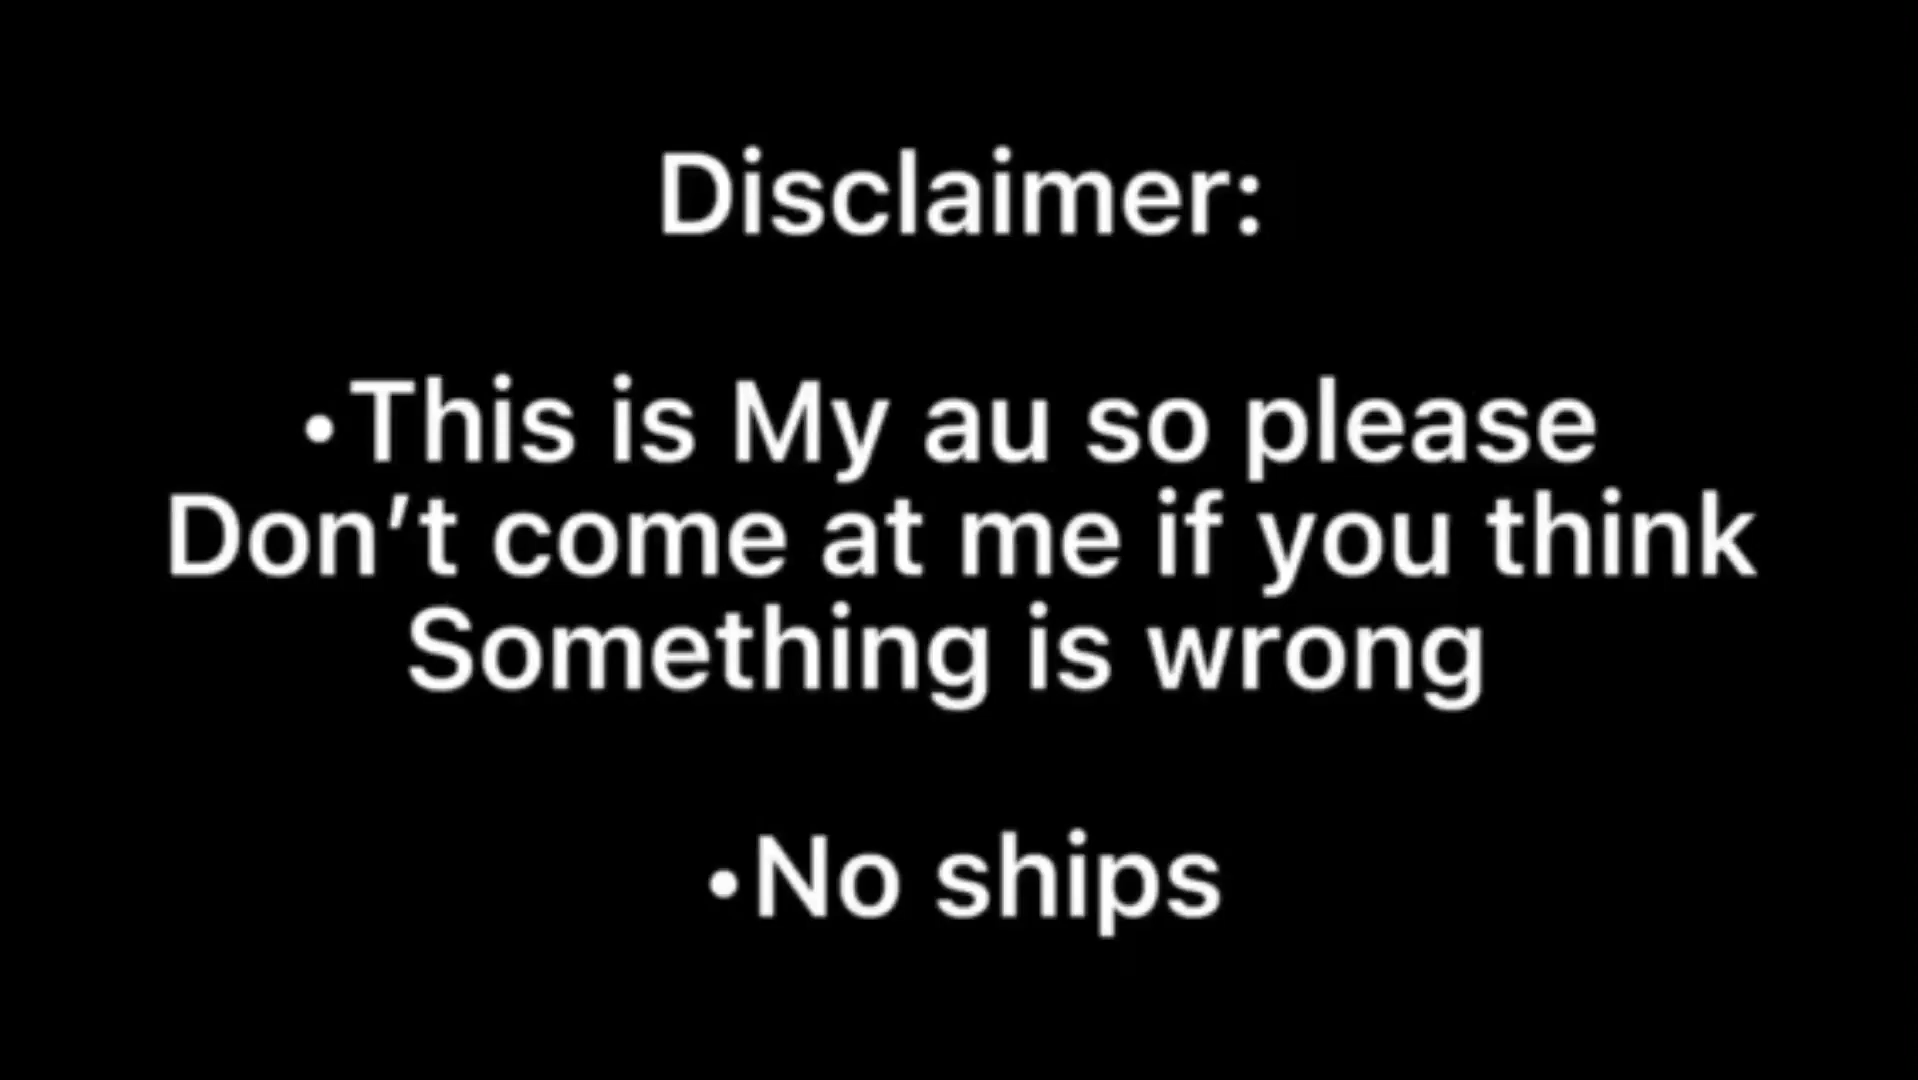 Disclaimer:
•This is My au so please
Don’t come at me if you think
Something is wrong
•No ships